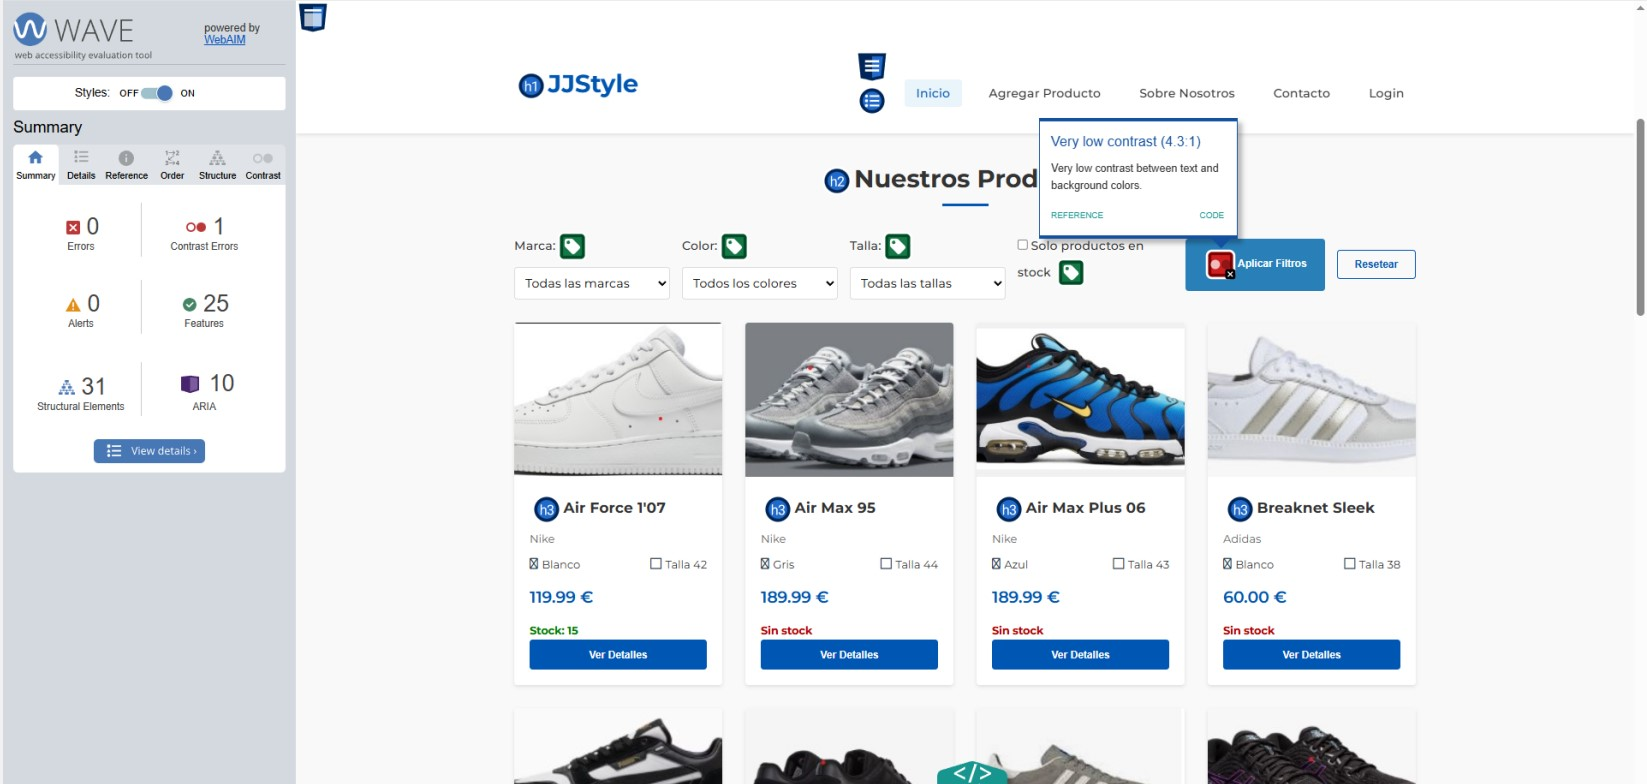 WAVE
powered by
WebAIM
web accessibility evaluation tool
Styles: OFF ON
Summary
Summary Details Reference Order Structure Contrast
0 1
Errors Contrast Errors
0 25
Alerts Features
31 10
Structural Elements ARIA
View details ›
h1 JJStyle
Inicio Agregar Producto Sobre Nosotros Contacto Login
Very low contrast (4.3:1)
Very low contrast between text and
background colors.
REFERENCE CODE
h2 Nuestros Prod
Marca: Color: Talla: Solo productos en
stock
Todas las marcas Todos los colores Todas las tallas
Aplicar Filtros Resetear
h3 Air Force 1'07
Nike
Blanco Talla 42
119.99 €
Stock: 15
Ver Detalles
h3 Air Max 95
Nike
Gris Talla 44
189.99 €
Sin stock
Ver Detalles
h3 Air Max Plus 06
Nike
Azul Talla 43
189.99 €
Sin stock
Ver Detalles
h3 Breaknet Sleek
Adidas
Blanco Talla 38
60.00 €
Sin stock
Ver Detalles
</>